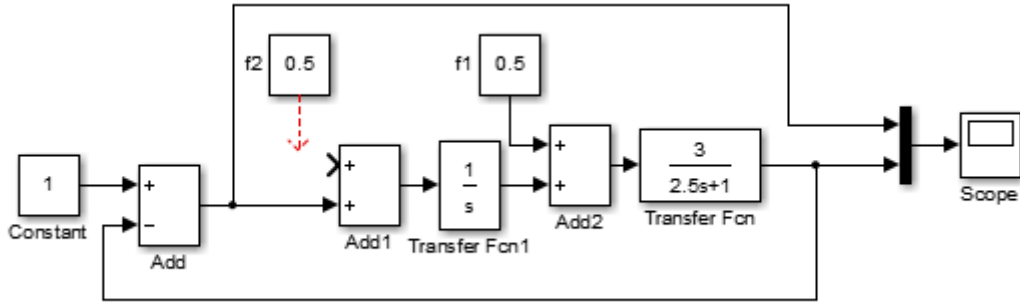 f2
0.5
f1
0.5
1
Constant
+
−
Add
+
+
Add1
1
s
Transfer Fcn1
+
+
Add2
3
2.5s+1
Transfer Fcn
Scope